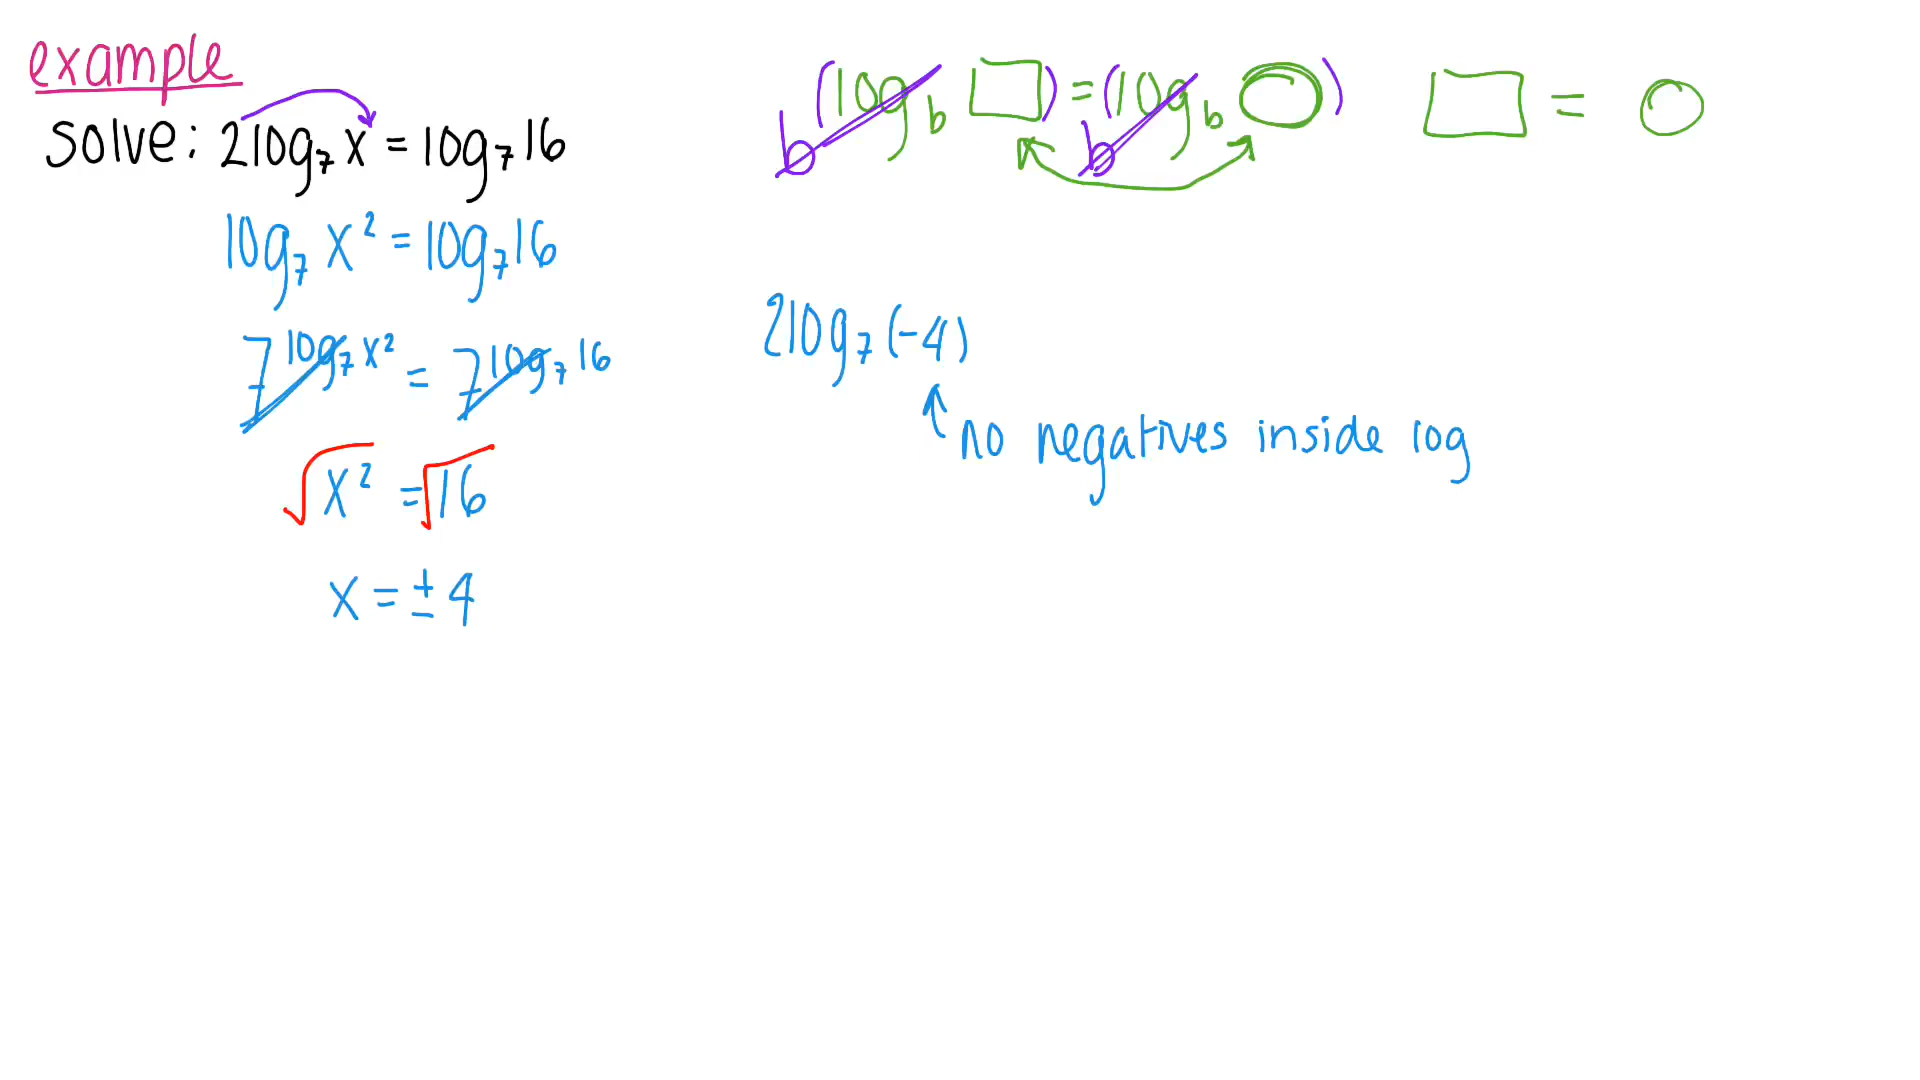 example
solve: 2log₇x = log₇16
log₇x² = log₇16
7^(log₇x²) = 7^(log₇16)
√x² = √16
x = ±4
b^(log_b □) = b^(log_b ○) □ = ○
2log₇(-4)
no negatives inside log